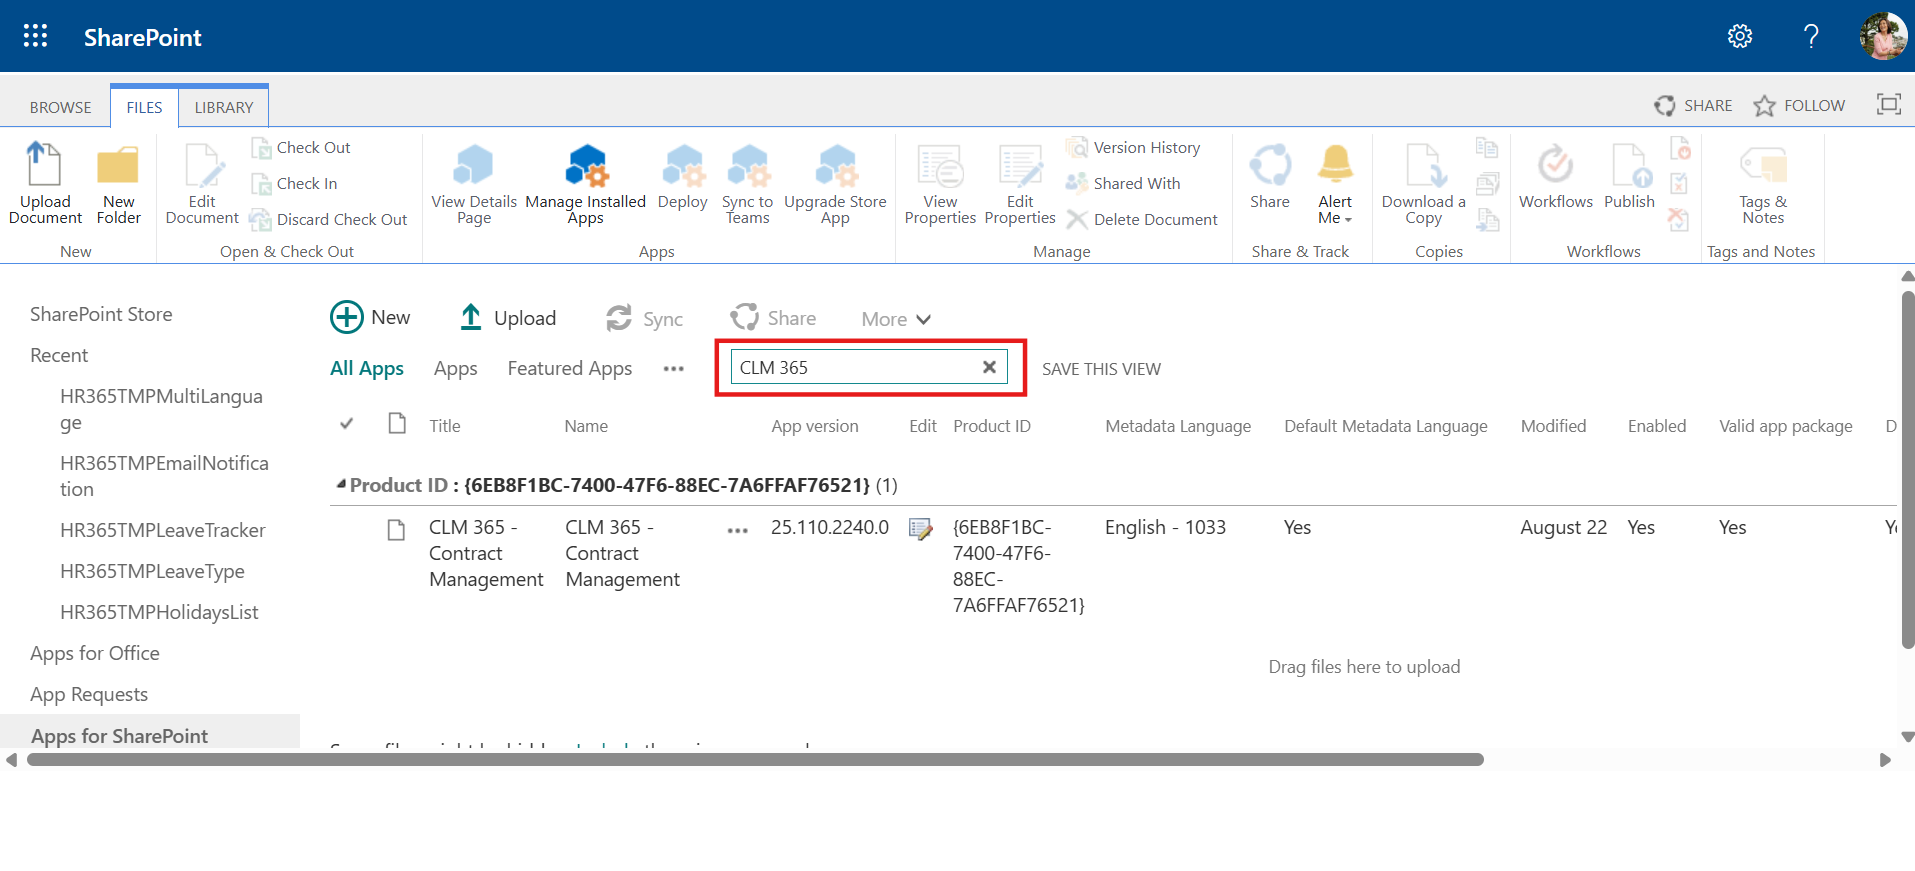 SharePoint
BROWSE FILES LIBRARY
SHARE FOLLOW
Upload Document
New Folder
New
Edit Document
Check Out
Check In
Discard Check Out
Open & Check Out
View Details Page
Manage Installed Apps
Deploy
Sync to Teams
Upgrade Store App
Apps
View Properties
Edit Properties
Version History
Shared With
Delete Document
Manage
Share
Alert Me
Share & Track
Download a Copy
Copies
Workflows
Publish
Workflows
Tags & Notes
Tags and Notes
SharePoint Store
Recent
HR365TMPMultiLangua
ge
HR365TMPEmailNotifica
tion
HR365TMPLeaveTracker
HR365TMPLeaveType
HR365TMPHolidaysList
Apps for Office
App Requests
Apps for SharePoint
New Upload Sync Share More
All Apps Apps Featured Apps ••• CLM 365 SAVE THIS VIEW
Title Name App version Edit Product ID Metadata Language Default Metadata Language Modified Enabled Valid app package D
Product ID : {6EB8F1BC-7400-47F6-88EC-7A6FFAF76521} (1)
CLM 365 - CLM 365 - ••• 25.110.2240.0 {6EB8F1BC- English - 1033 Yes August 22 Yes Yes
Contract Contract 7400-47F6-
Management Management 88EC-
7A6FFAF76521}
Drag files here to upload